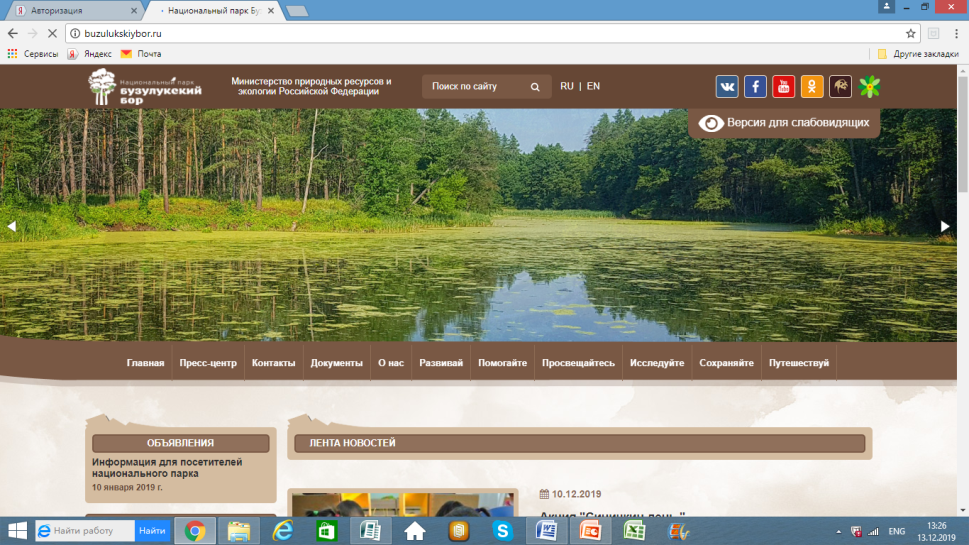 Авторизация
Национальный парк Буз
buzulukskiybor.ru
Сервисы Яндекс Почта Другие закладки
Национальный парк
БУЗУЛУКСКИЙ
БОР
Министерство природных ресурсов и
экологии Российской Федерации
Поиск по сайту
RU | EN
You Tube
Версия для слабовидящих
Главная Пресс-центр Контакты Документы О нас Развивай Помогайте Просвещайтесь Исследуйте Сохраняйте Путешествуй
ОБЪЯВЛЕНИЯ
Информация для посетителей
национального парка
10 января 2019 г.
ЛЕНТА НОВОСТЕЙ
10.12.2019
Акция "Синичкин день"
Найти работу Найти
ENG
13:26
13.12.2019